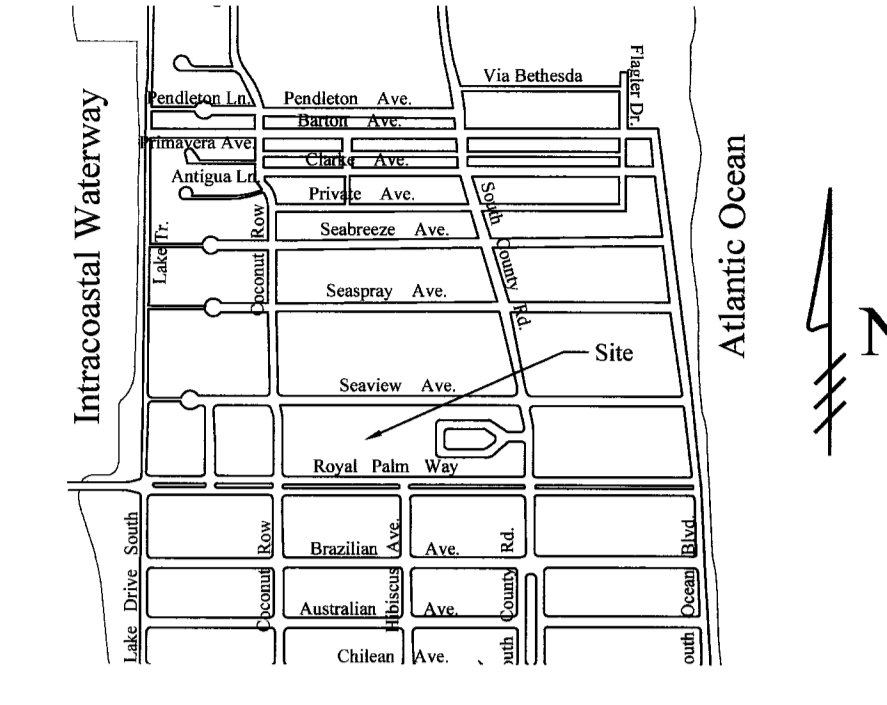 Via Bethesda
Flagler Dr.
Pendleton Ln.
Pendleton Ave.
Barton Ave.
Primavera Ave.
Clarke Ave.
Antigua Ln.
Private Ave.
South County Rd
Seabreeze Ave.
Lake Tr.
Coconut Row
Seaspray Ave.
Intracoastal Waterway
Atlantic Ocean
N
Site
Seaview Ave.
Royal Palm Way
Lake Drive South
Coconut Row
Brazilian Ave.
Hibiscus Ave.
outh County Rd.
outh Ocean Blvd.
Australian Ave.
Chilean Ave.